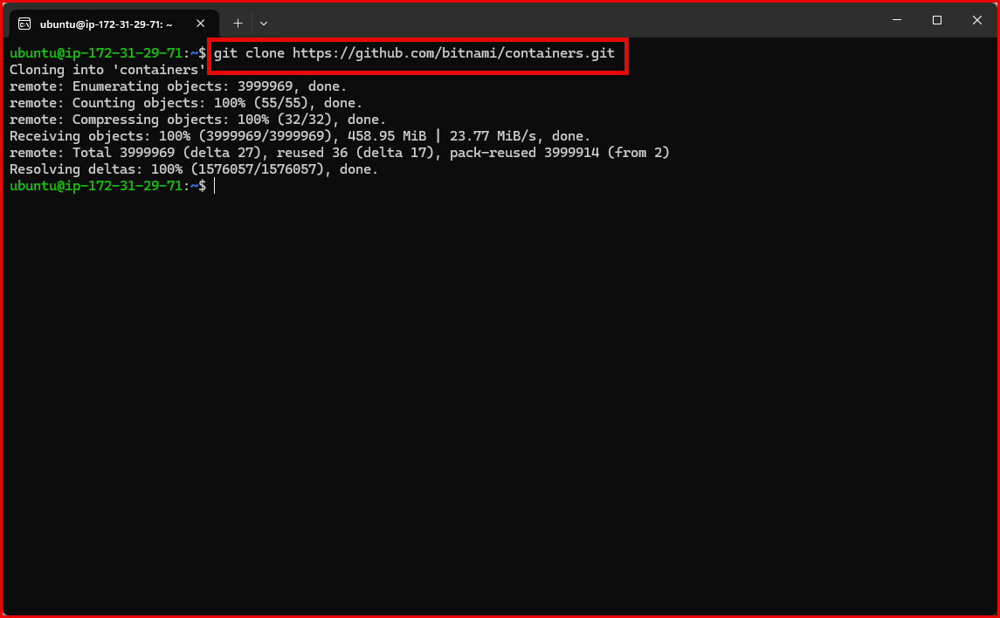 ubuntu@ip-172-31-29-71: ~
ubuntu@ip-172-31-29-71:~$ git clone https://github.com/bitnami/containers.git
Cloning into 'containers'
remote: Enumerating objects: 3999969, done.
remote: Counting objects: 100% (55/55), done.
remote: Compressing objects: 100% (32/32), done.
Receiving objects: 100% (3999969/3999969), 458.95 MiB | 23.77 MiB/s, done.
remote: Total 3999969 (delta 27), reused 36 (delta 17), pack-reused 3999914 (from 2)
Resolving deltas: 100% (1576057/1576057), done.
ubuntu@ip-172-31-29-71:~$